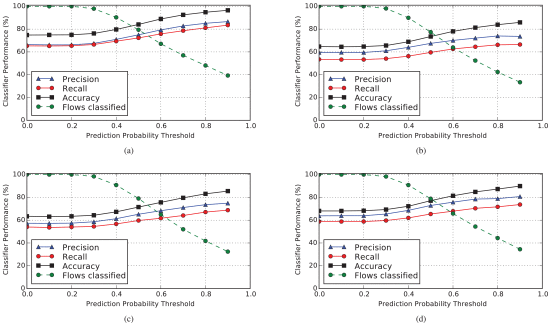 100
80
60
40
20
0
Classifier Performance (%)
Precision
Recall
Accuracy
Flows classified
0.0 0.2 0.4 0.6 0.8 1.0
Prediction Probability Threshold
(a)
100
80
60
40
20
0
Classifier Performance (%)
Precision
Recall
Accuracy
Flows classified
0.0 0.2 0.4 0.6 0.8 1.0
Prediction Probability Threshold
(b)
100
80
60
40
20
0
Classifier Performance (%)
Precision
Recall
Accuracy
Flows classified
0.0 0.2 0.4 0.6 0.8 1.0
Prediction Probability Threshold
(c)
100
80
60
40
20
0
Classifier Performance (%)
Precision
Recall
Accuracy
Flows classified
0.0 0.2 0.4 0.6 0.8 1.0
Prediction Probability Threshold
(d)